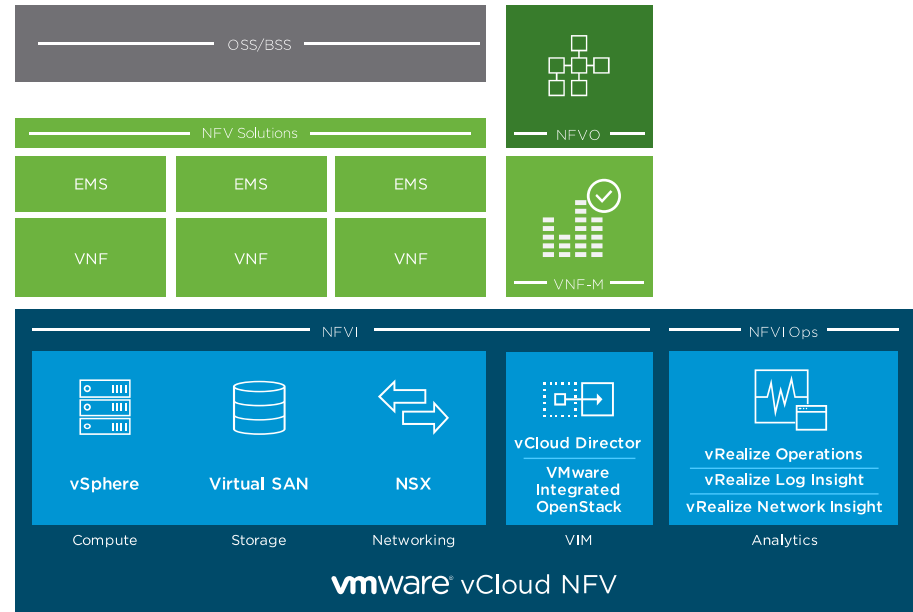 OSS/BSS
NFVO
NFV Solutions
EMS
EMS
EMS
VNF
VNF
VNF
VNF-M
NFVI
NFVI Ops
vSphere
Virtual SAN
NSX
vCloud Director
VMware
Integrated
OpenStack
vRealize Operations
vRealize Log Insight
vRealize Network Insight
Compute
Storage
Networking
VIM
Analytics
vmware® vCloud NFV